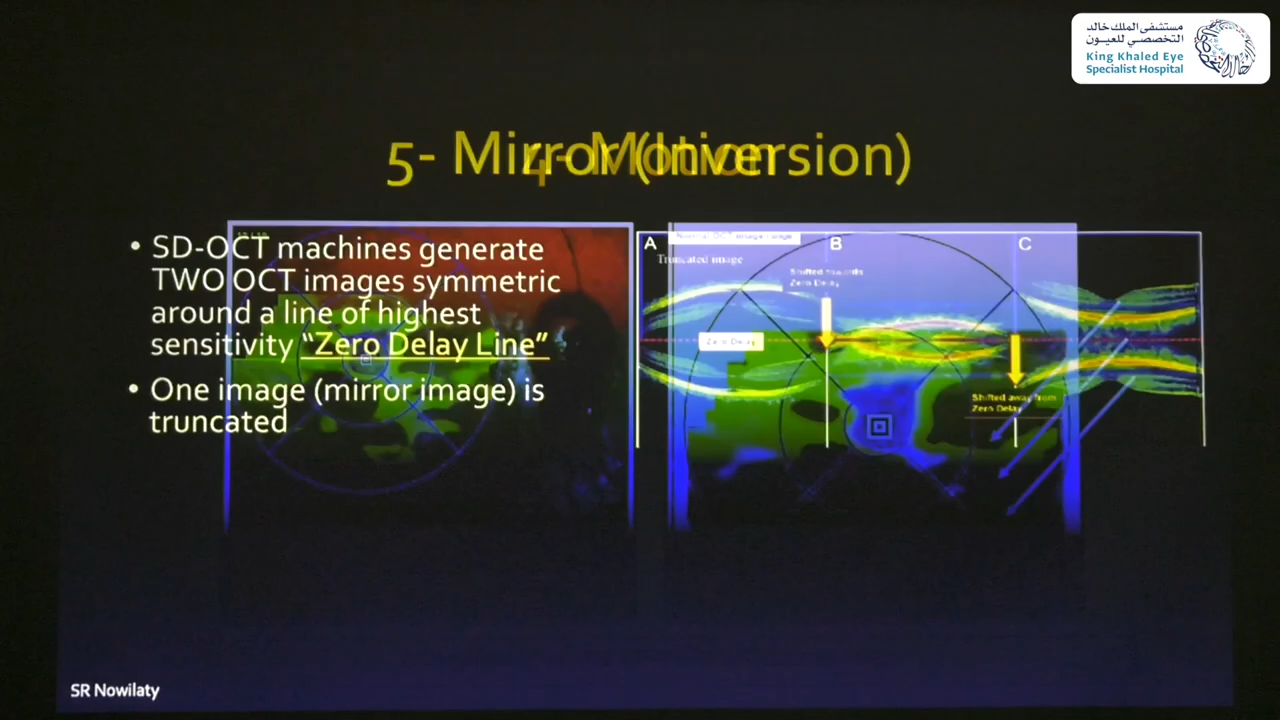 مستشفى الملك خالد
التخصصي للعيون
King Khaled Eye
Specialist Hospital
5- Mirror (Inversion)
4- Motion
• SD-OCT machines generate
TWO OCT images symmetric
around a line of highest
sensitivity “Zero Delay Line”
• One image (mirror image) is
truncated
A
B
C
Truncated image
Shifted towards
Zero Delay
Zero Delay
Shifted away from
Zero Delay
SR Nowilaty